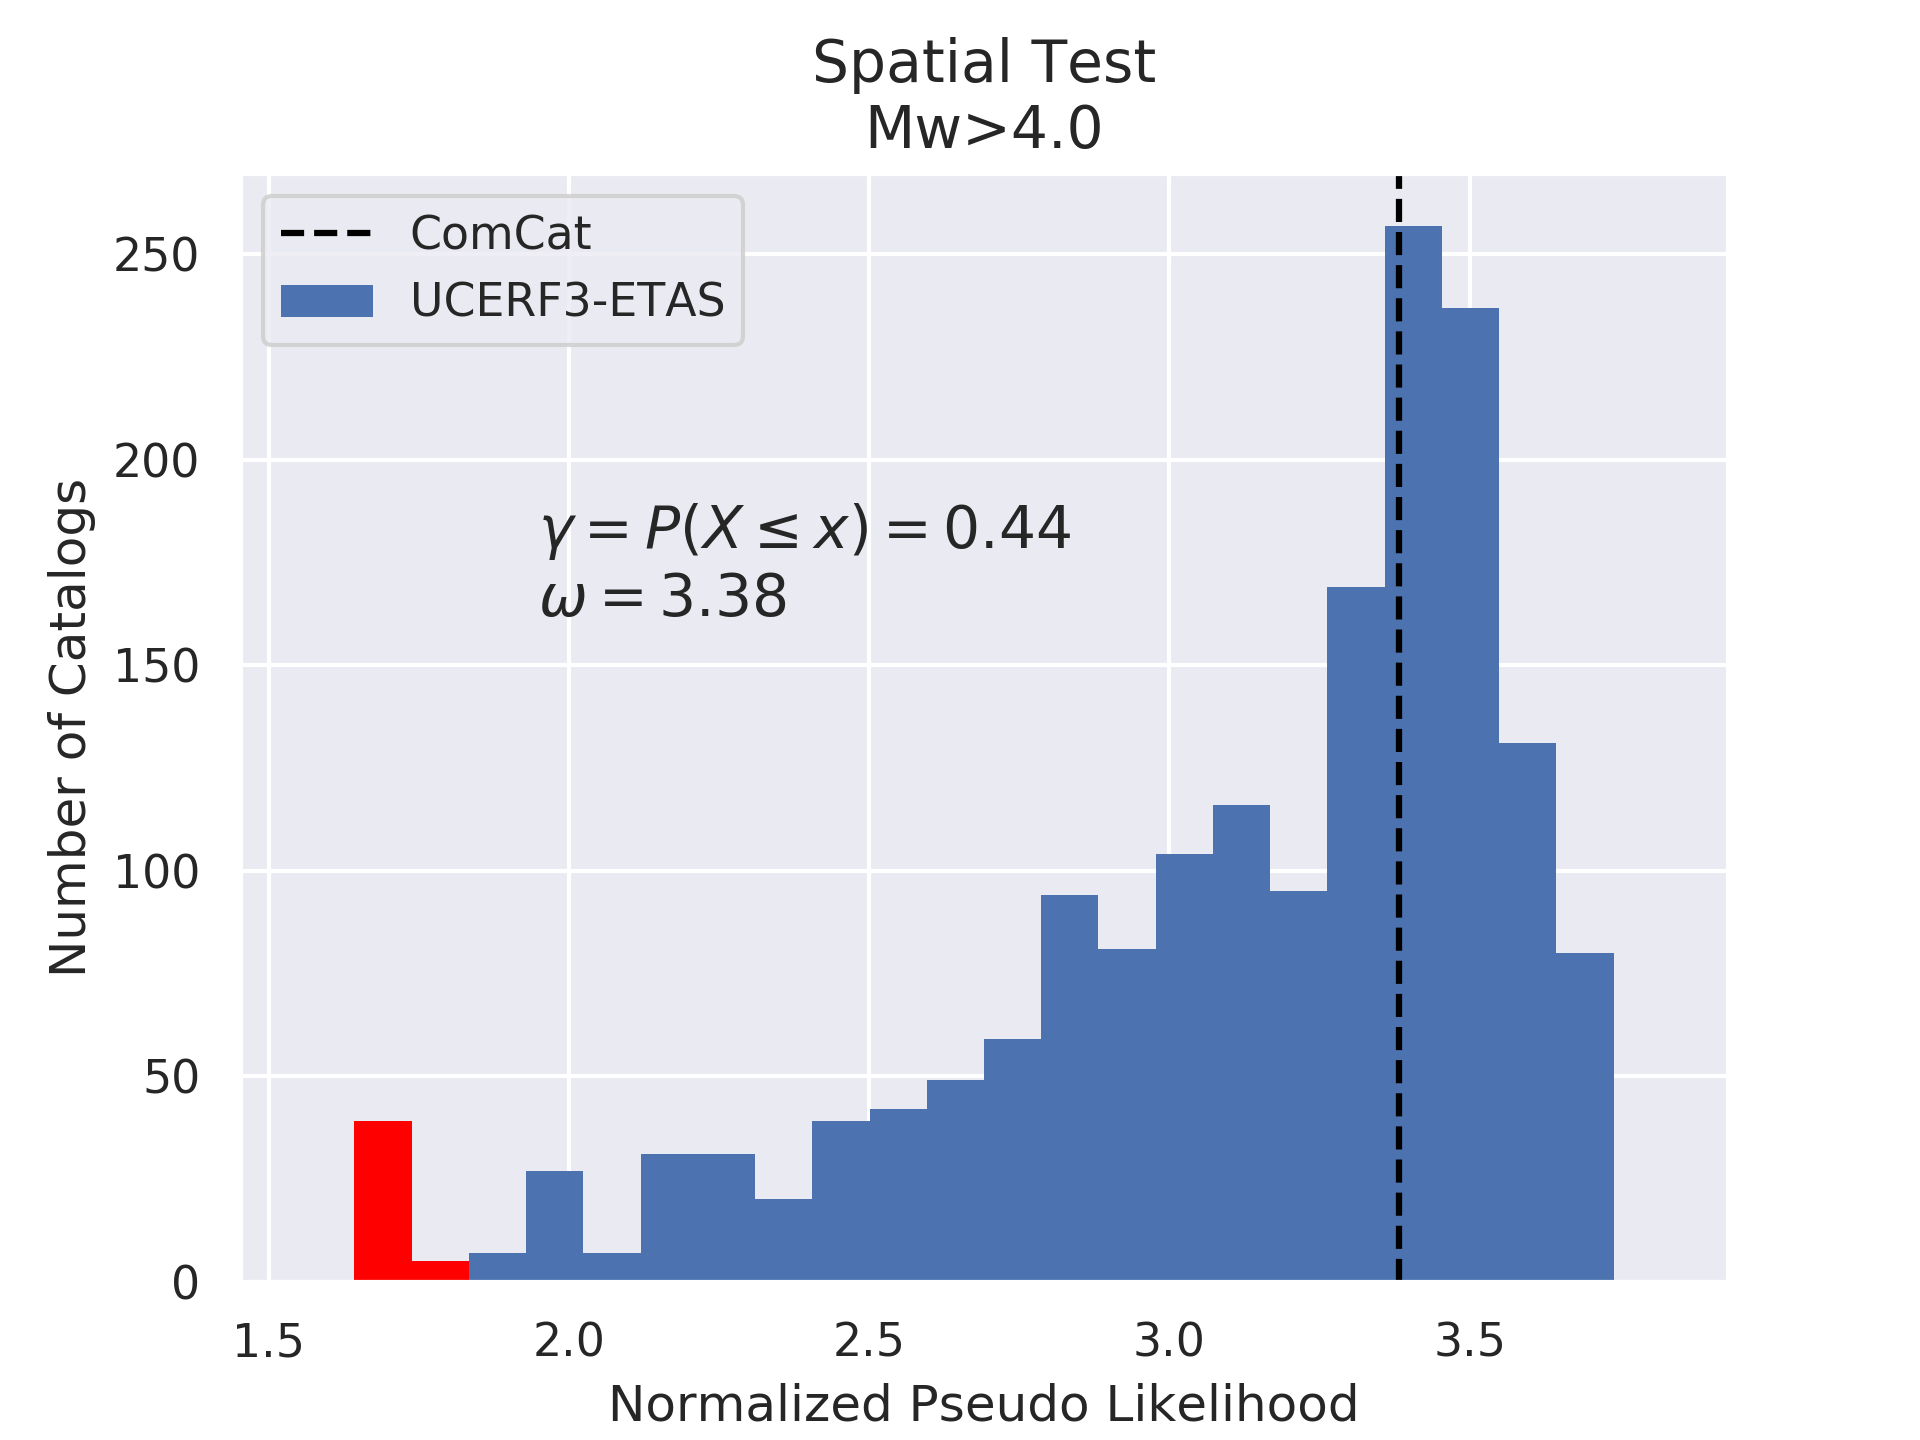 Spatial Test
Mw>4.0
ComCat
UCERF3-ETAS
γ = P(X ≤ x) = 0.44
ω = 3.38
Number of Catalogs
250
200
150
100
50
0
1.5 2.0 2.5 3.0 3.5
Normalized Pseudo Likelihood